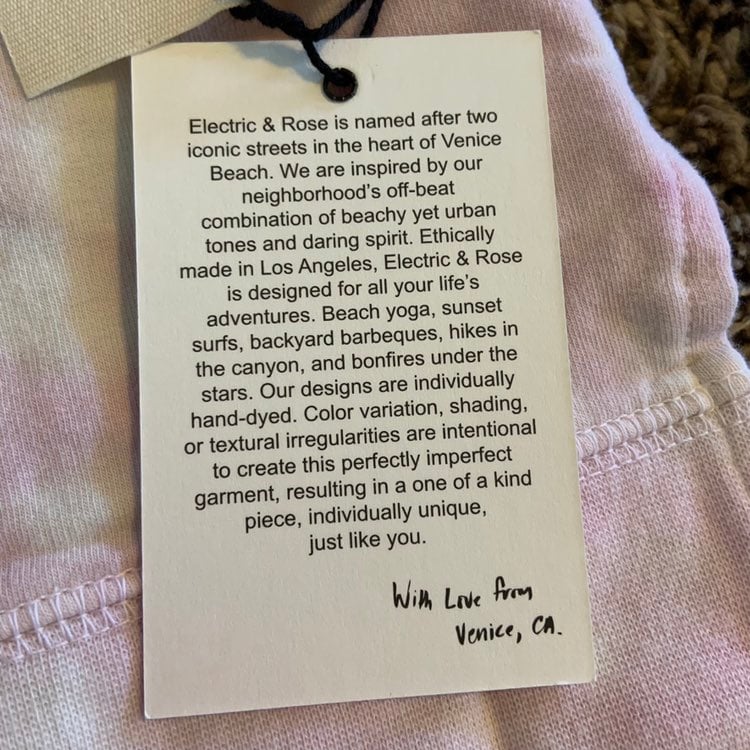 Electric & Rose is named after two
iconic streets in the heart of Venice
Beach. We are inspired by our
neighborhood's off-beat
combination of beachy yet urban
tones and daring spirit. Ethically
made in Los Angeles, Electric & Rose
is designed for all your life's
adventures. Beach yoga, sunset
surfs, backyard barbeques, hikes in
the canyon, and bonfires under the
stars. Our designs are individually
hand-dyed. Color variation, shading,
or textural irregularities are intentional
to create this perfectly imperfect
garment, resulting in a one of a kind
piece, individually unique,
just like you.
With Love from
Venice, CA.